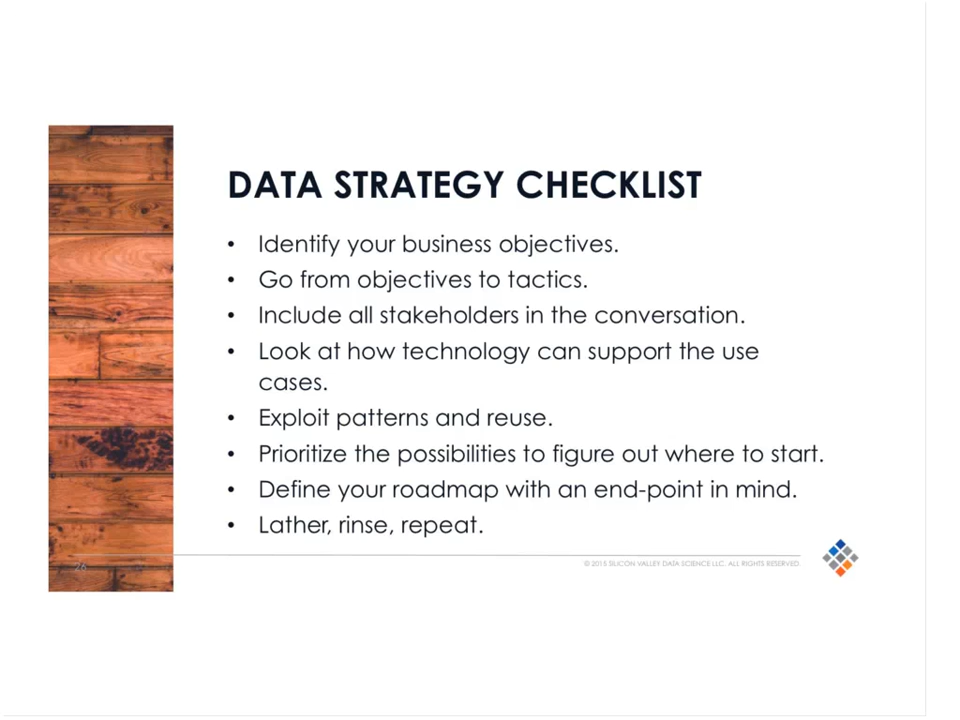 DATA STRATEGY CHECKLIST
• Identify your business objectives.
• Go from objectives to tactics.
• Include all stakeholders in the conversation.
• Look at how technology can support the use
cases.
• Exploit patterns and reuse.
• Prioritize the possibilities to figure out where to start.
• Define your roadmap with an end-point in mind.
• Lather, rinse, repeat.
26
© 2015 SILICON VALLEY DATA SCIENCE LLC. ALL RIGHTS RESERVED.